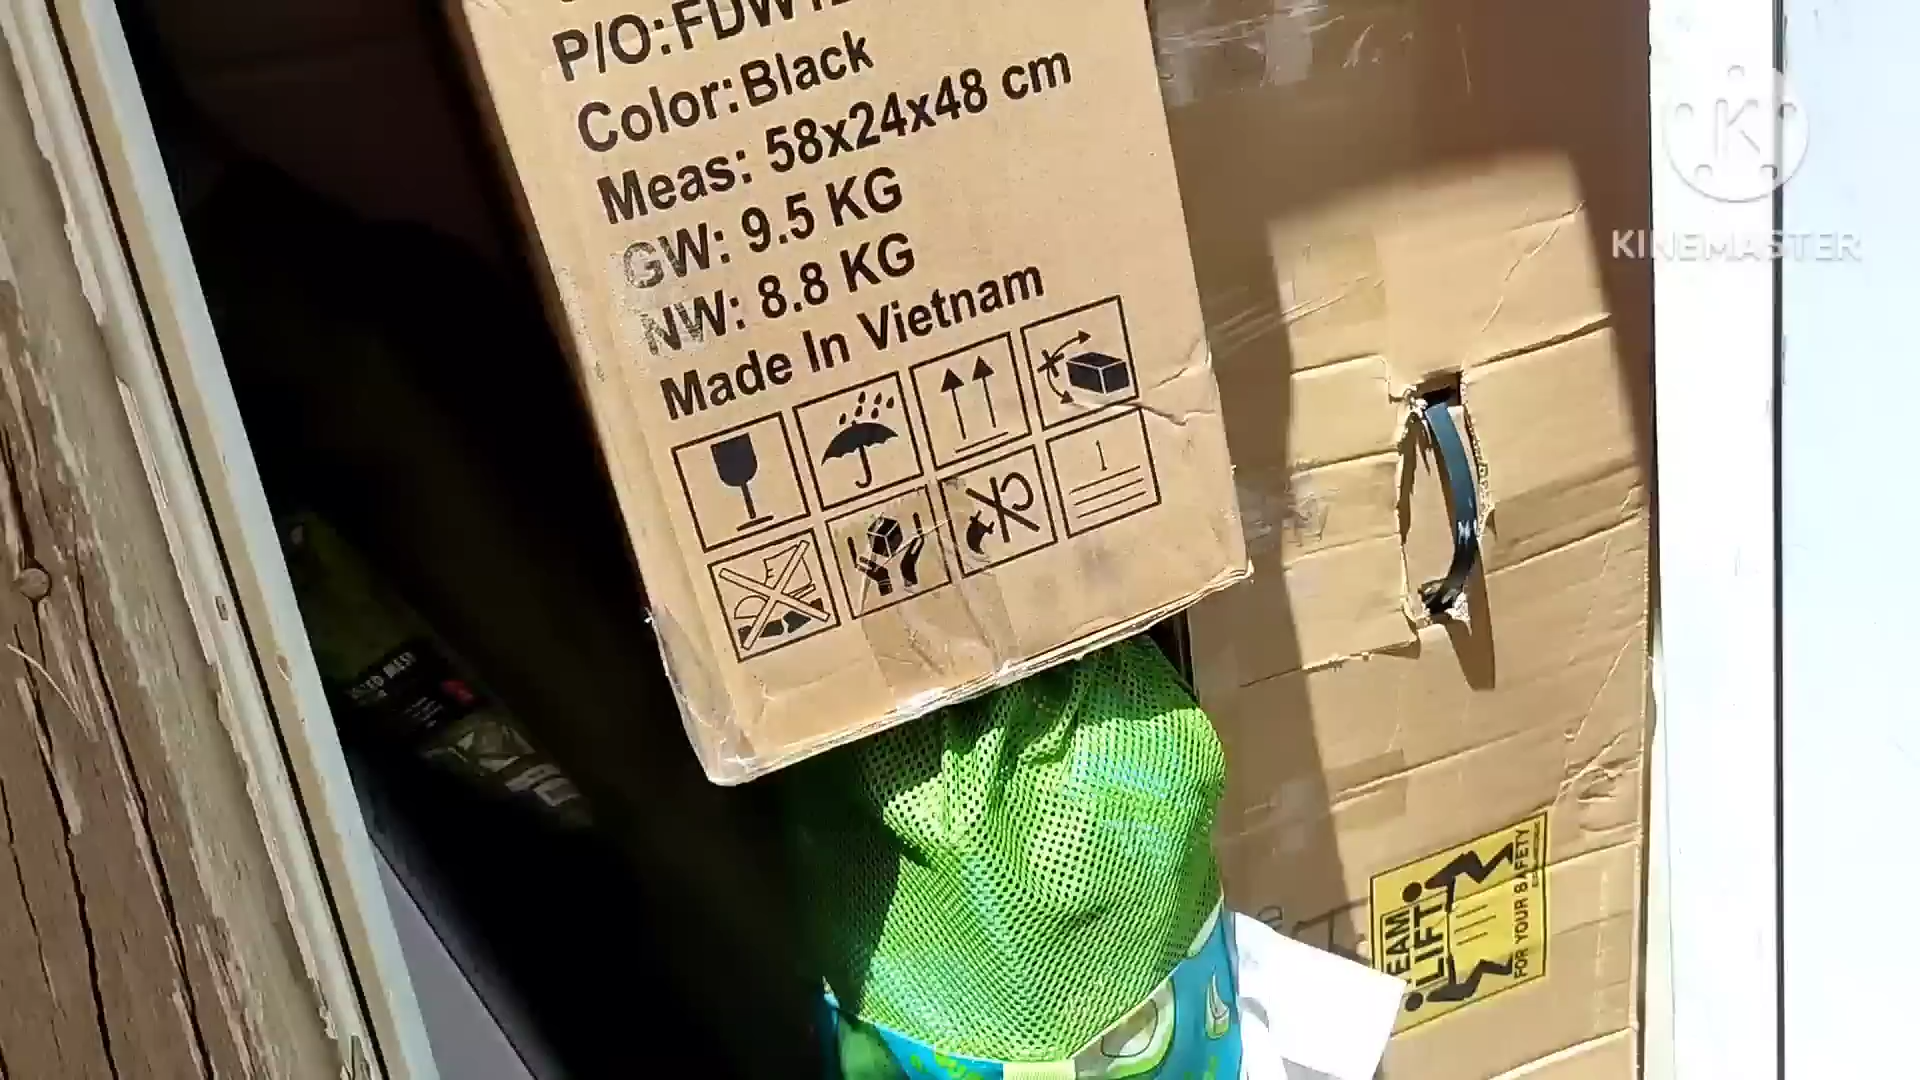 P/O:FDW
Color:Black
Meas: 58x24x48 cm
GW: 9.5 KG
NW: 8.8 KG
Made In Vietnam
K
KINEMASTER
TEAM
LIFT
FOR YOUR SAFETY